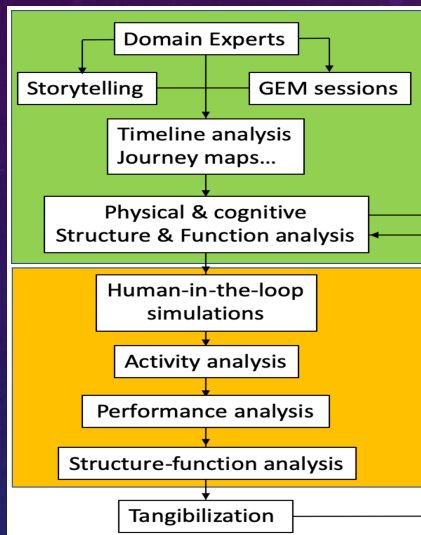 Domain Experts
Storytelling
GEM sessions
Timeline analysis
Journey maps...
Physical & cognitive
Structure & Function analysis
Human-in-the-loop
simulations
Activity analysis
Performance analysis
Structure-function analysis
Tangibilization